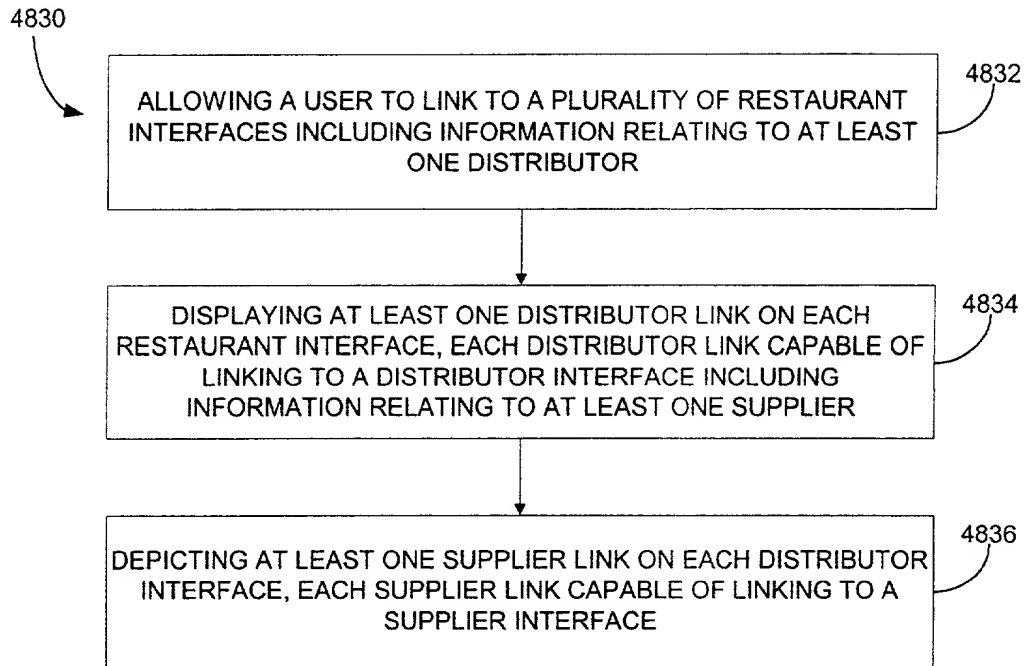 4830
4832
ALLOWING A USER TO LINK TO A PLURALITY OF RESTAURANT
INTERFACES INCLUDING INFORMATION RELATING TO AT LEAST
ONE DISTRIBUTOR
4834
DISPLAYING AT LEAST ONE DISTRIBUTOR LINK ON EACH
RESTAURANT INTERFACE, EACH DISTRIBUTOR LINK CAPABLE OF
LINKING TO A DISTRIBUTOR INTERFACE INCLUDING
INFORMATION RELATING TO AT LEAST ONE SUPPLIER
4836
DEPICTING AT LEAST ONE SUPPLIER LINK ON EACH DISTRIBUTOR
INTERFACE, EACH SUPPLIER LINK CAPABLE OF LINKING TO A
SUPPLIER INTERFACE